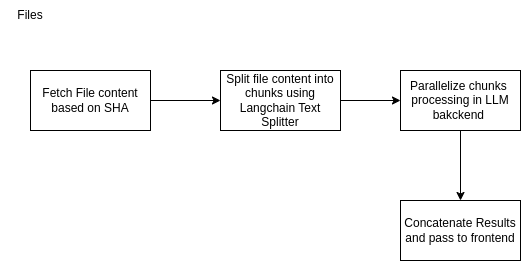 Files
Fetch File content
based on SHA
Split file content into
chunks using
Langchain Text
Splitter
Parallelize chunks
processing in LLM
bakckend
Concatenate Results
and pass to frontend